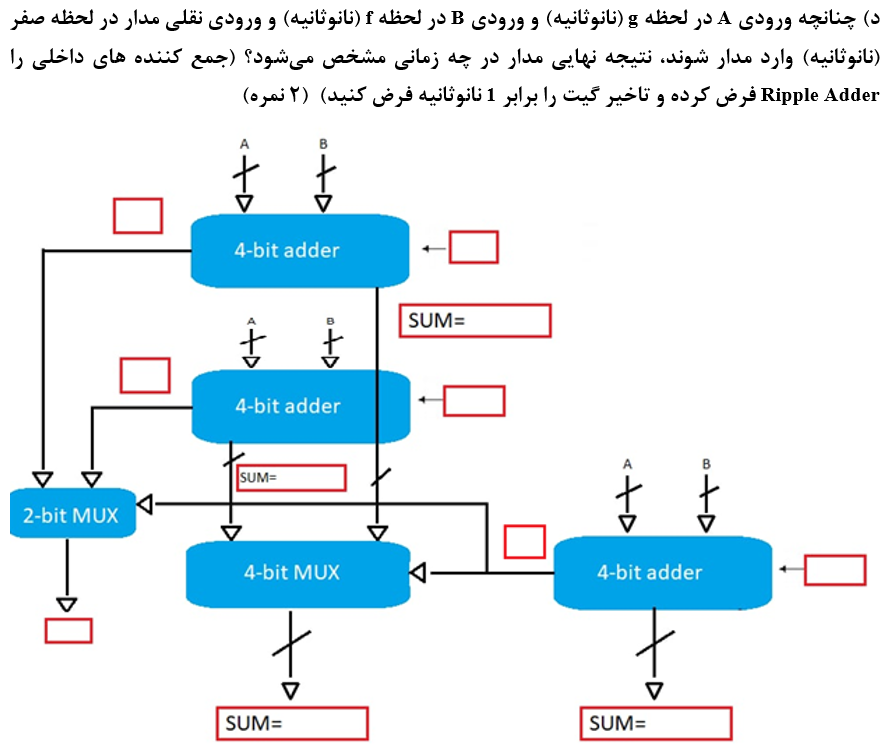 د) چنانچه ورودی A در لحظه g (نانوثانیه) و ورودی B در لحظه f (نانوثانیه) و ورودی نقلی مدار در لحظه صفر
(نانوثانیه) وارد مدار شوند، نتیجه نهایی مدار در چه زمانی مشخص می‌شود؟ (جمع کننده های داخلی را
Ripple Adder فرض کرده و تاخیر گیت را برابر 1 نانوثانیه فرض کنید) (۲ نمره)
A B
4-bit adder
SUM=
A B
4-bit adder
SUM=
A B
2-bit MUX
4-bit MUX
4-bit adder
SUM=
SUM=